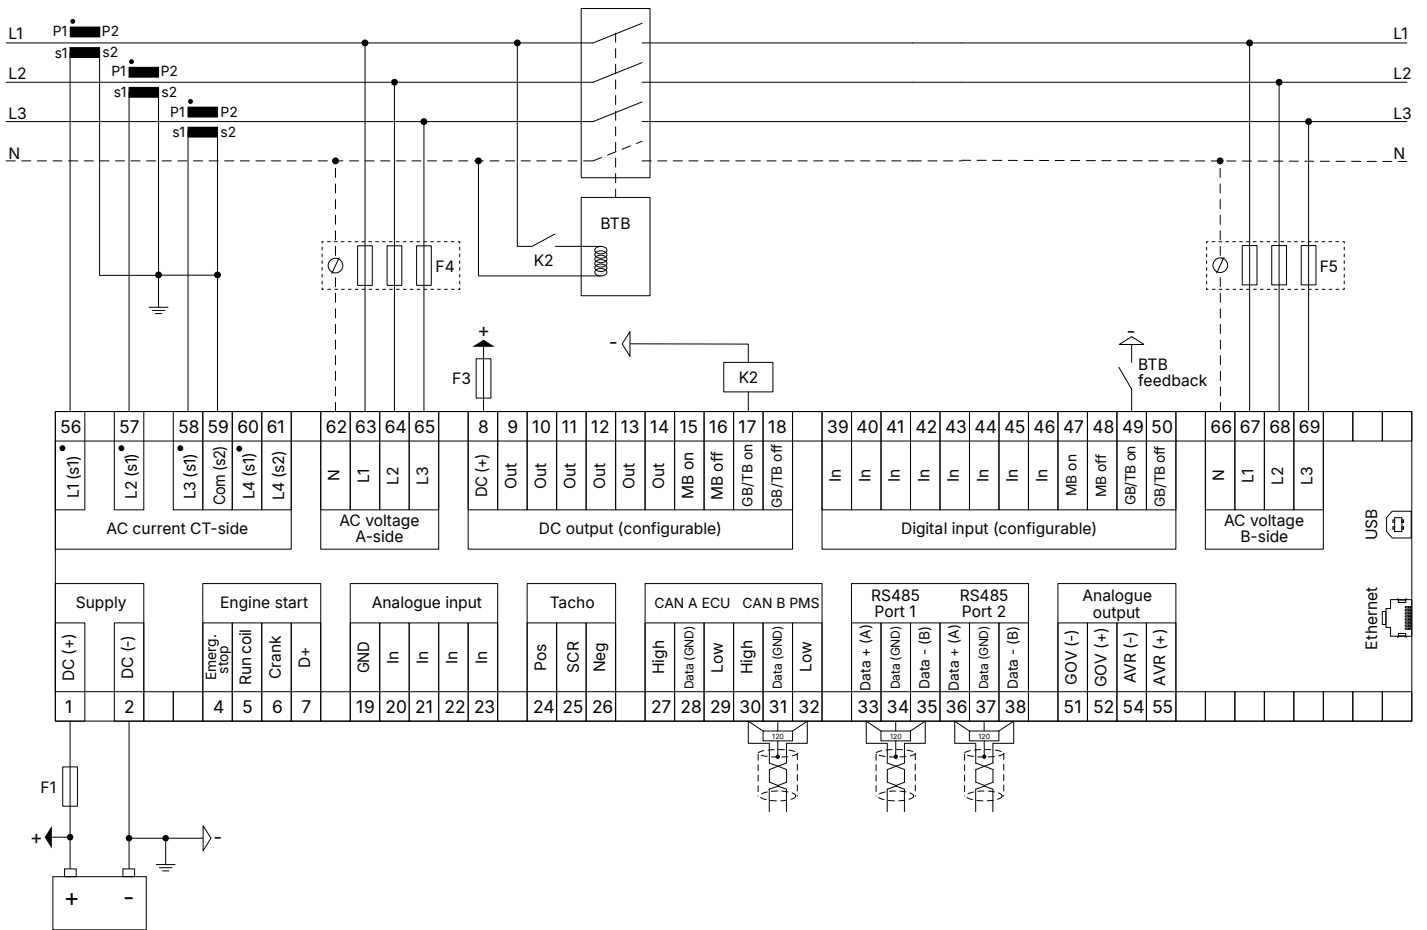 P1 P2
L1 L1
s1 s2
P1 P2
L2 L2
s1 s2
P1 P2
L3 L3
s1 s2
N N
BTB
K2
F4
F5
+
-
-
F3
K2
BTB
feedback
56 57 58 59 60 61 62 63 64 65 8 9 10 11 12 13 14 15 16 17 18 39 40 41 42 43 44 45 46 47 48 49 50 66 67 68 69
L1 (s1) L2 (s1) L3 (s1) Com (s2) L4 (s1) L4 (s2) N L1 L2 L3 DC (+) Out Out Out Out Out Out MB on MB off GB/TB on GB/TB off In In In In In In In In MB on MB off GB/TB on GB/TB off N L1 L2 L3
AC current CT-side
AC voltage
A-side
DC output (configurable)
Digital input (configurable)
AC voltage
B-side
USB
Ethernet
Supply
Engine start
Analogue input
Tacho
CAN A ECU CAN B PMS
RS485
Port 1
RS485
Port 2
Analogue
output
DC (+) DC (-) Emerg. stop Run coil Crank D+ GND In In In In Pos SCR Neg High Data (GND) Low High Data (GND) Low Data + (A) Data (GND) Data - (B) Data + (A) Data (GND) Data - (B) GOV (-) GOV (+) AVR (-) AVR (+)
1 2 4 5 6 7 19 20 21 22 23 24 25 26 27 28 29 30 31 32 33 34 35 36 37 38 51 52 54 55
120 120 120
F1
+ -
+ -